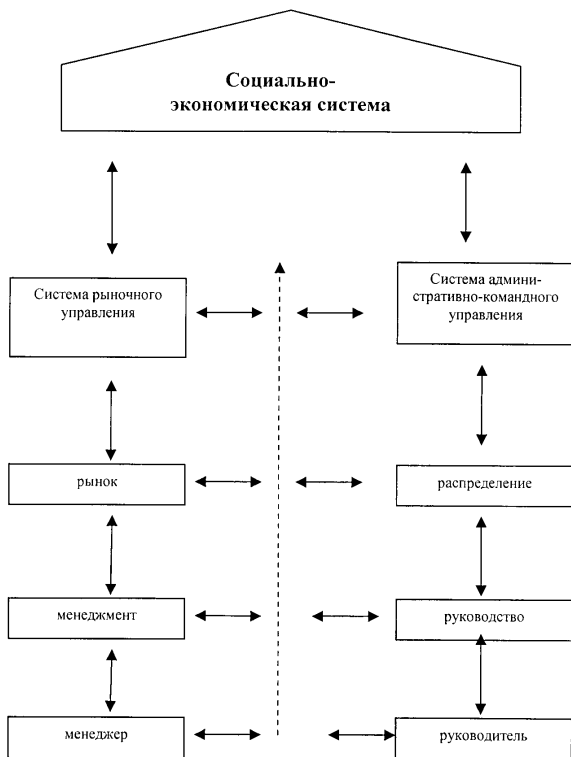 Социально-
экономическая система
Система рыночного
управления
Система админи-
стративно-командного
управления
рынок
распределение
менеджмент
руководство
менеджер
руководитель